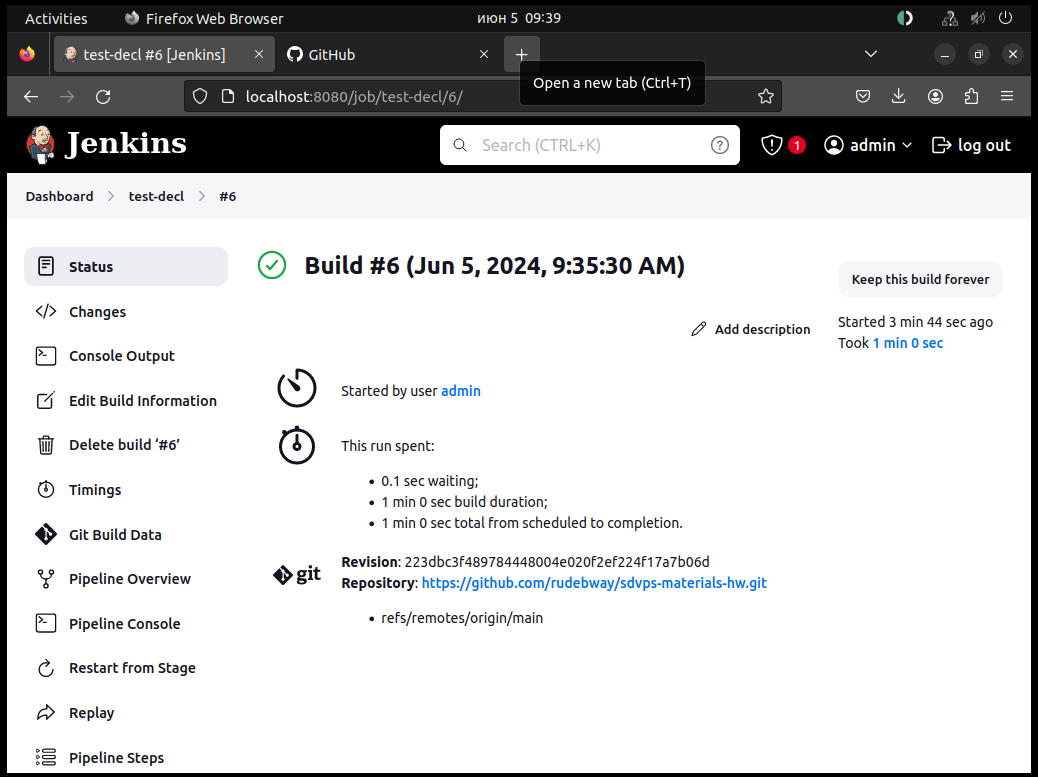 Activities Firefox Web Browser июн 5 09:39
test-decl #6 [Jenkins] GitHub
Open a new tab (Ctrl+T)
localhost:8080/job/test-decl/6/
Jenkins Search (CTRL+K) 1 admin log out
Dashboard test-decl #6
Status
Changes
Console Output
Edit Build Information
Delete build ‘#6’
Timings
Git Build Data
Pipeline Overview
Pipeline Console
Restart from Stage
Replay
Pipeline Steps
Build #6 (Jun 5, 2024, 9:35:30 AM)
Keep this build forever
Add description
Started 3 min 44 sec ago
Took 1 min 0 sec
Started by user admin
This run spent:
• 0.1 sec waiting;
• 1 min 0 sec build duration;
• 1 min 0 sec total from scheduled to completion.
git
Revision: 223dbc3f489784448004e020f2ef224f17a7b06d
Repository: https://github.com/rudebway/sdvps-materials-hw.git
• refs/remotes/origin/main